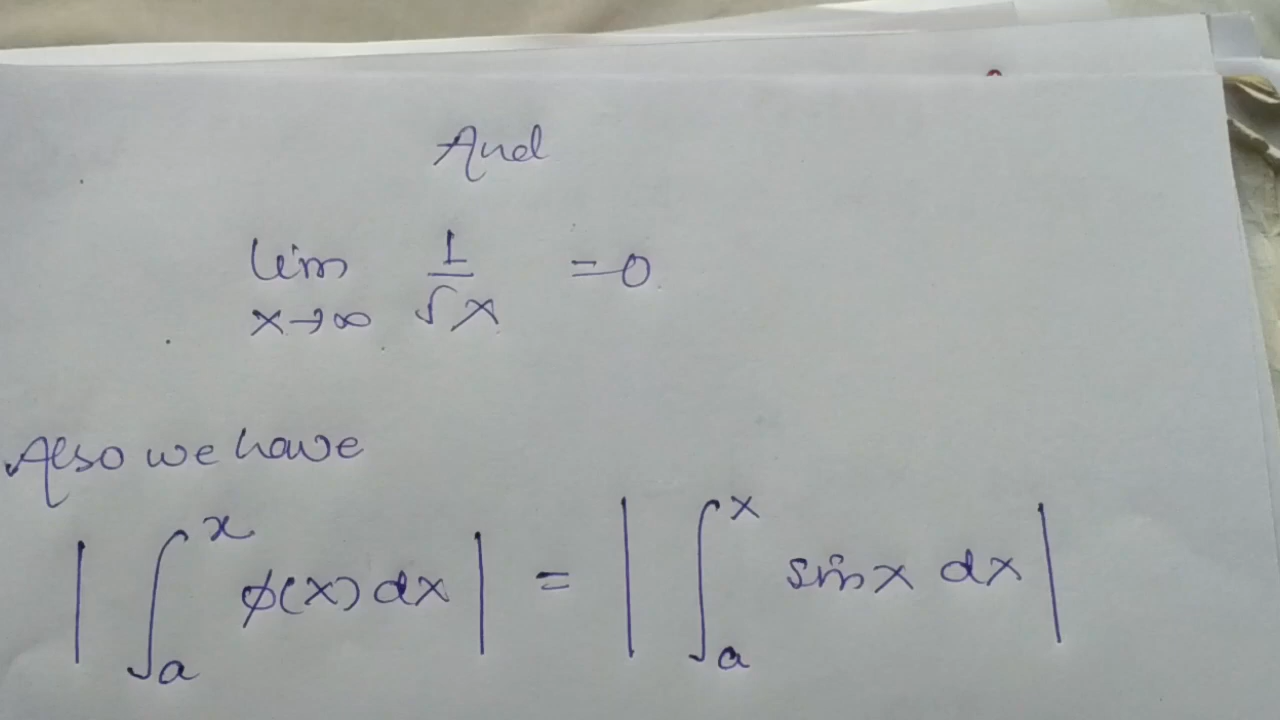 And
lim x→∞ 1/√x = 0
Also we have
|∫_a^x φ(x) dx| = |∫_a^x sin x dx|